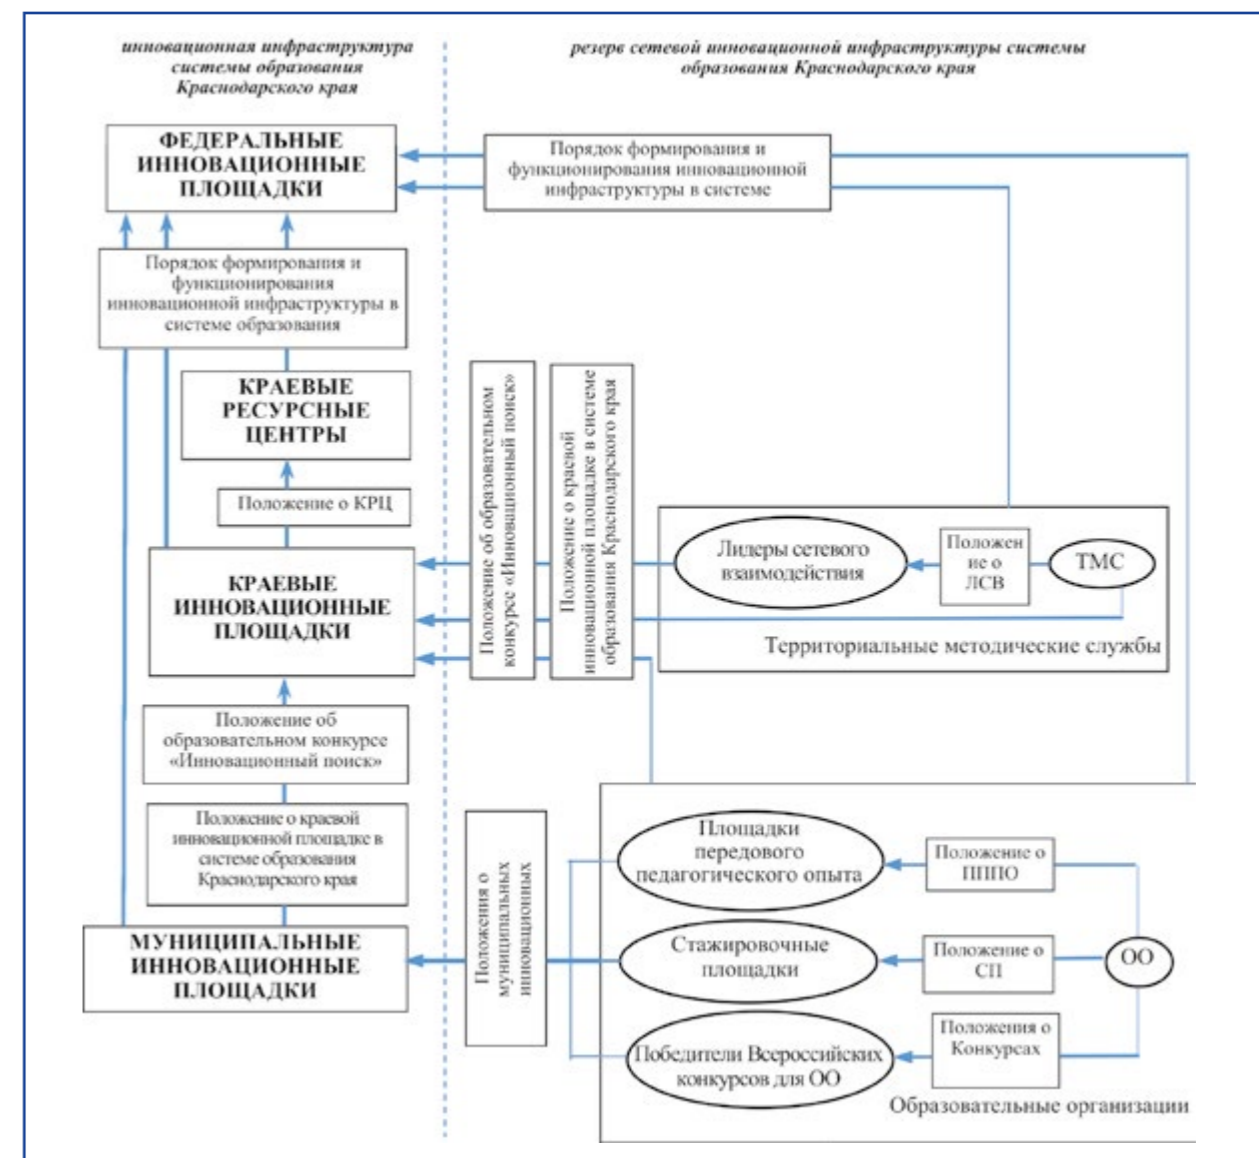 инновационная инфраструктура
системы образования
Краснодарского края
резерв сетевой инновационной инфраструктуры системы
образования Краснодарского края
ФЕДЕРАЛЬНЫЕ
ИННОВАЦИОННЫЕ
ПЛОЩАДКИ
Порядок формирования и
функционирования инновационной
инфраструктуры в системе
Порядок формирования и
функционирования
инновационной инфраструктуры в
системе образования
КРАЕВЫЕ
РЕСУРСНЫЕ
ЦЕНТРЫ
Положение о КРЦ
КРАЕВЫЕ
ИННОВАЦИОННЫЕ
ПЛОЩАДКИ
Положение об образовательном
конкурсе «Инновационный поиск»
Положение о краевой
инновационной площадке в системе
образования Краснодарского края
Лидеры сетевого
взаимодействия
Положен
ие о
ЛСВ
ТМС
Территориальные методические службы
Положение об
образовательном конкурсе
«Инновационный поиск»
Положение о краевой
инновационной площадке в
системе образования
Краснодарского края
МУНИЦИПАЛЬНЫЕ
ИННОВАЦИОННЫЕ
ПЛОЩАДКИ
Положения о
муниципальных
инновационных
Площадки
передового
педагогического опыта
Положение о
ПППО
Стажировочные
площадки
Положение о
СП
ОО
Победители Всероссийских
конкурсов для ОО
Положения о
Конкурсах
Образовательные организации